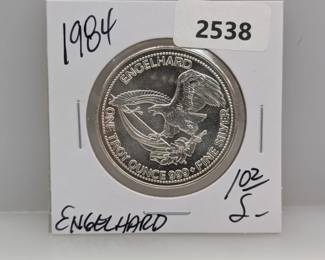 1984
2538
ENGELHARD
ONE TROY OUNCE 999+ FINE SILVER
1oz
S-
ENGELHARD